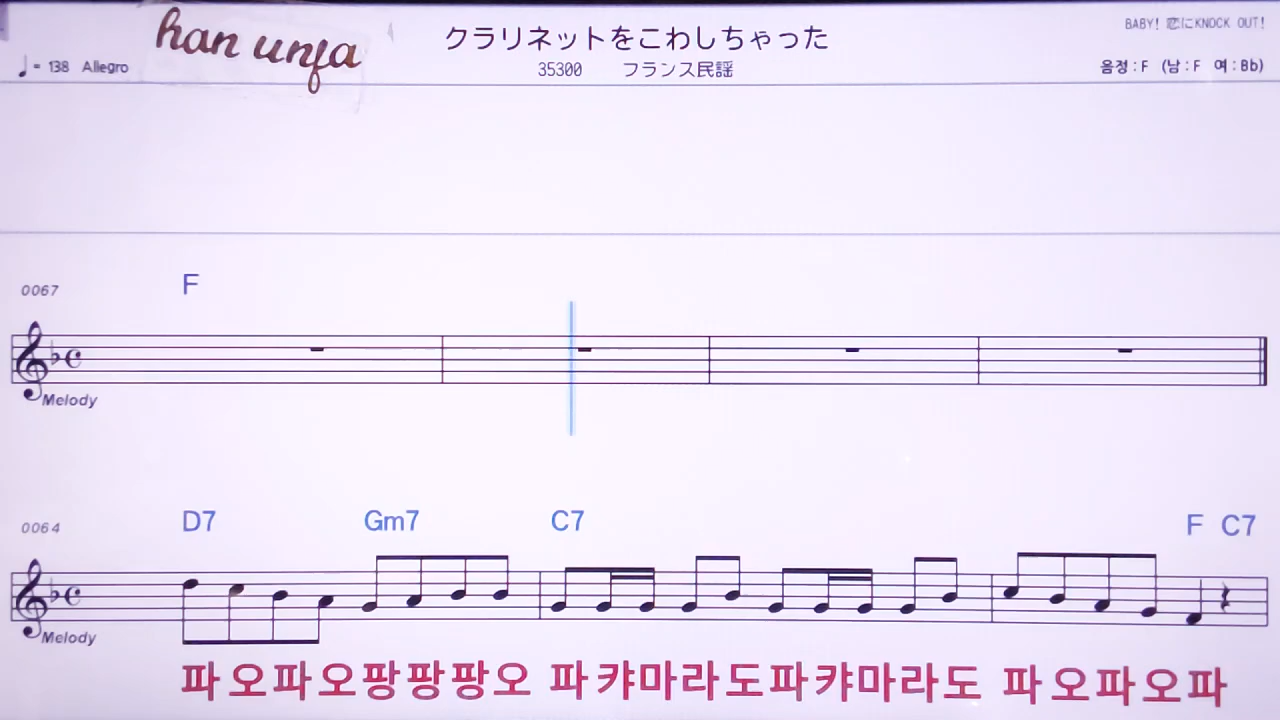 han unja
クラリネットをこわしちゃった
BABY! 恋にKNOCK OUT!
♩= 138 Allegro
35300 フランス民謡
음정:F (남:F 여:Bb)
0067
F
Melody
0064
D7 Gm7 C7 F C7
Melody
파오파오팡팡팡오 파캬마라도파캬마라도 파오파오파